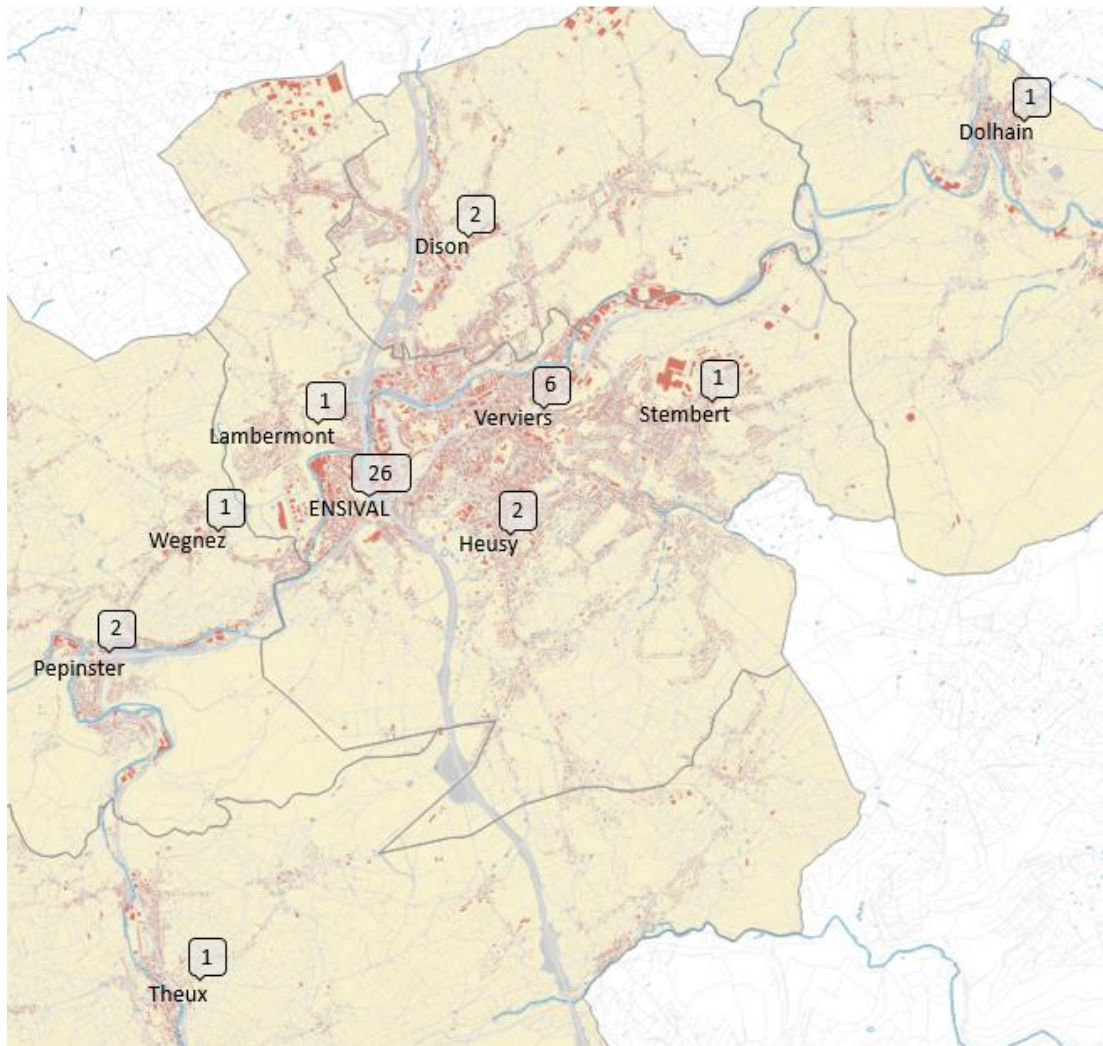 1
Dolhain
2
Dison
6
Verviers
1
Stembert
1
Lambermont
26
ENSIVAL
1
Wegnez
2
Heusy
2
Pepinster
1
Theux